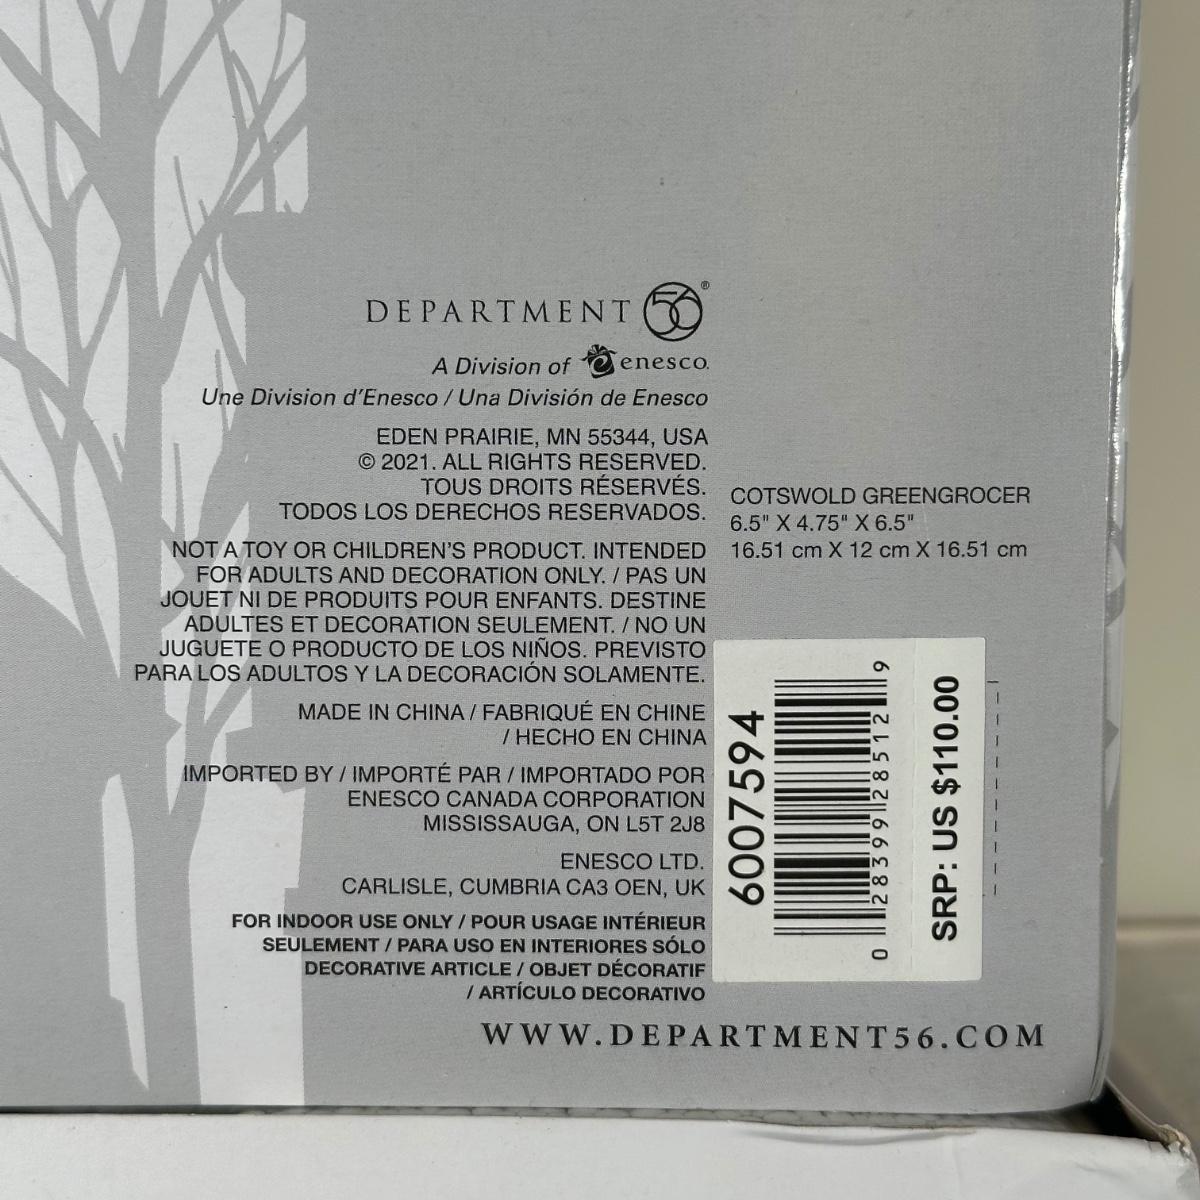 DEPARTMENT 56®
A Division of enesco.
Une Division d'Enesco / Una División de Enesco
EDEN PRAIRIE, MN 55344, USA
© 2021. ALL RIGHTS RESERVED.
TOUS DROITS RÉSERVÉS.
TODOS LOS DERECHOS RESERVADOS.
NOT A TOY OR CHILDREN'S PRODUCT. INTENDED
FOR ADULTS AND DECORATION ONLY. / PAS UN
JOUET NI DE PRODUITS POUR ENFANTS. DESTINE
ADULTES ET DECORATION SEULEMENT. / NO UN
JUGUETE O PRODUCTO DE LOS NIÑOS. PREVISTO
PARA LOS ADULTOS Y LA DECORACIÓN SOLAMENTE.
MADE IN CHINA / FABRIQUÉ EN CHINE
/ HECHO EN CHINA
IMPORTED BY / IMPORTÉ PAR / IMPORTADO POR
ENESCO CANADA CORPORATION
MISSISSAUGA, ON L5T 2J8
ENESCO LTD.
CARLISLE, CUMBRIA CA3 OEN, UK
FOR INDOOR USE ONLY / POUR USAGE INTÉRIEUR
SEULEMENT / PARA USO EN INTERIORES SÓLO
DECORATIVE ARTICLE / OBJET DÉCORATIF
/ ARTÍCULO DECORATIVO
COTSWOLD GREENGROCER
6.5" X 4.75" X 6.5"
16.51 cm X 12 cm X 16.51 cm
6007594
0 28399 28512 9
SRP: US $110.00
WWW.DEPARTMENT56.COM